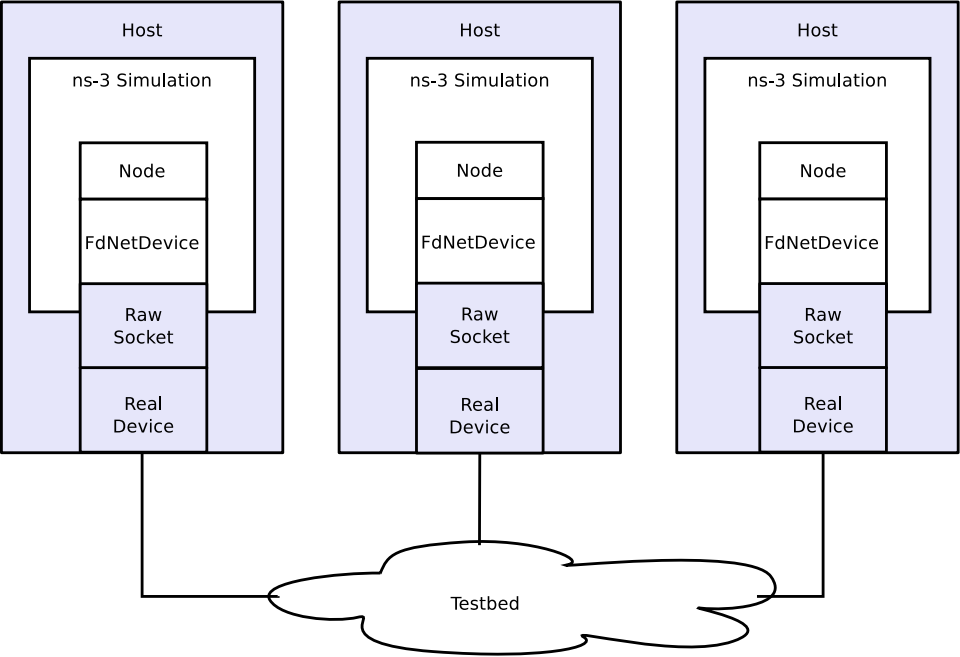 Host
ns-3 Simulation
Node
FdNetDevice
Raw
Socket
Real
Device
Host
ns-3 Simulation
Node
FdNetDevice
Raw
Socket
Real
Device
Host
ns-3 Simulation
Node
FdNetDevice
Raw
Socket
Real
Device
Testbed